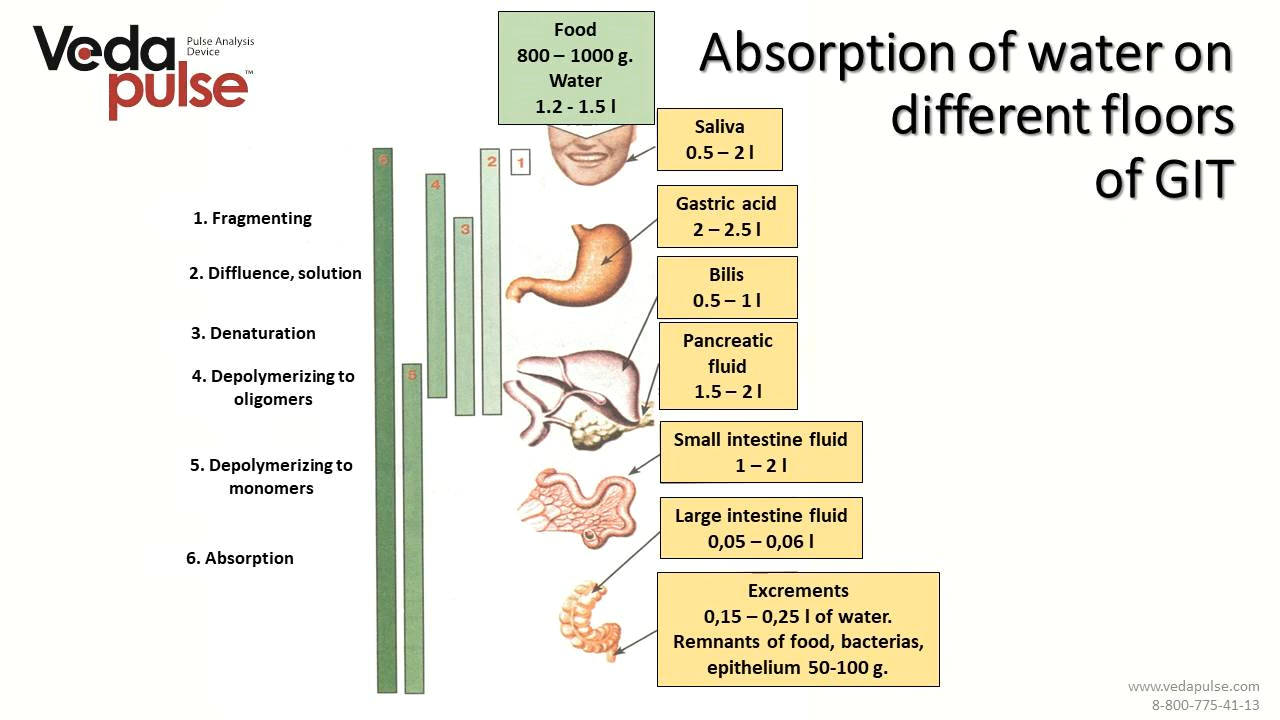 Veda
pulse™
Pulse Analysis
Device
Absorption of water on
different floors
of GIT
Food
800 – 1000 g.
Water
1.2 - 1.5 l
Saliva
0.5 – 2 l
Gastric acid
2 – 2.5 l
Bilis
0.5 – 1 l
Pancreatic
fluid
1.5 – 2 l
Small intestine fluid
1 – 2 l
Large intestine fluid
0,05 – 0,06 l
Excrements
0,15 – 0,25 l of water.
Remnants of food, bacterias,
epithelium 50-100 g.
6
5
4
3
2
1
1. Fragmenting
2. Diffluence, solution
3. Denaturation
4. Depolymerizing to
oligomers
5. Depolymerizing to
monomers
6. Absorption
www.vedapulse.com
8-800-775-41-13